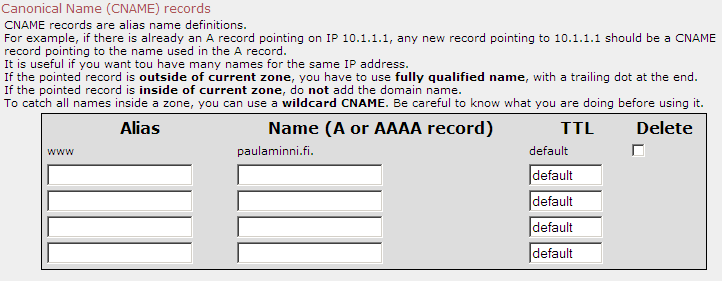 Canonical Name (CNAME) records
CNAME records are alias name definitions.
For example, if there is already an A record pointing on IP 10.1.1.1, any new record pointing to 10.1.1.1 should be a CNAME
record pointing to the name used in the A record.
It is useful if you want tou have many names for the same IP address.
If the pointed record is outside of current zone, you have to use fully qualified name, with a trailing dot at the end.
If the pointed record is inside of current zone, do not add the domain name.
To catch all names inside a zone, you can use a wildcard CNAME. Be careful to know what you are doing before using it.
Alias Name (A or AAAA record) TTL Delete
www paulaminni.fi. default
default
default
default
default